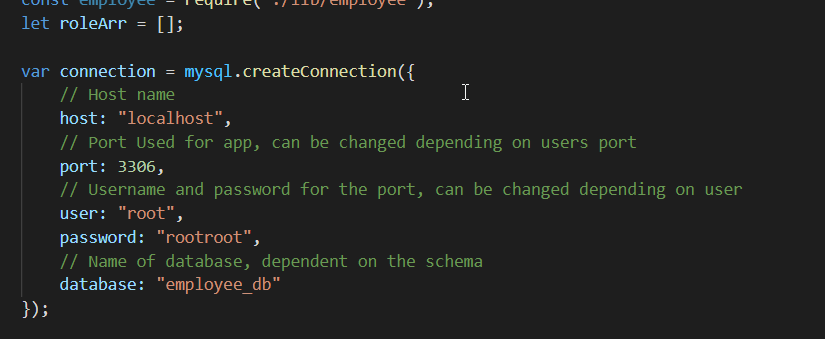 const employee = require("./lib/employee");
let roleArr = [];
var connection = mysql.createConnection({
// Host name
host: "localhost",
// Port Used for app, can be changed depending on users port
port: 3306,
// Username and password for the port, can be changed depending on user
user: "root",
password: "rootroot",
// Name of database, dependent on the schema
database: "employee_db"
});